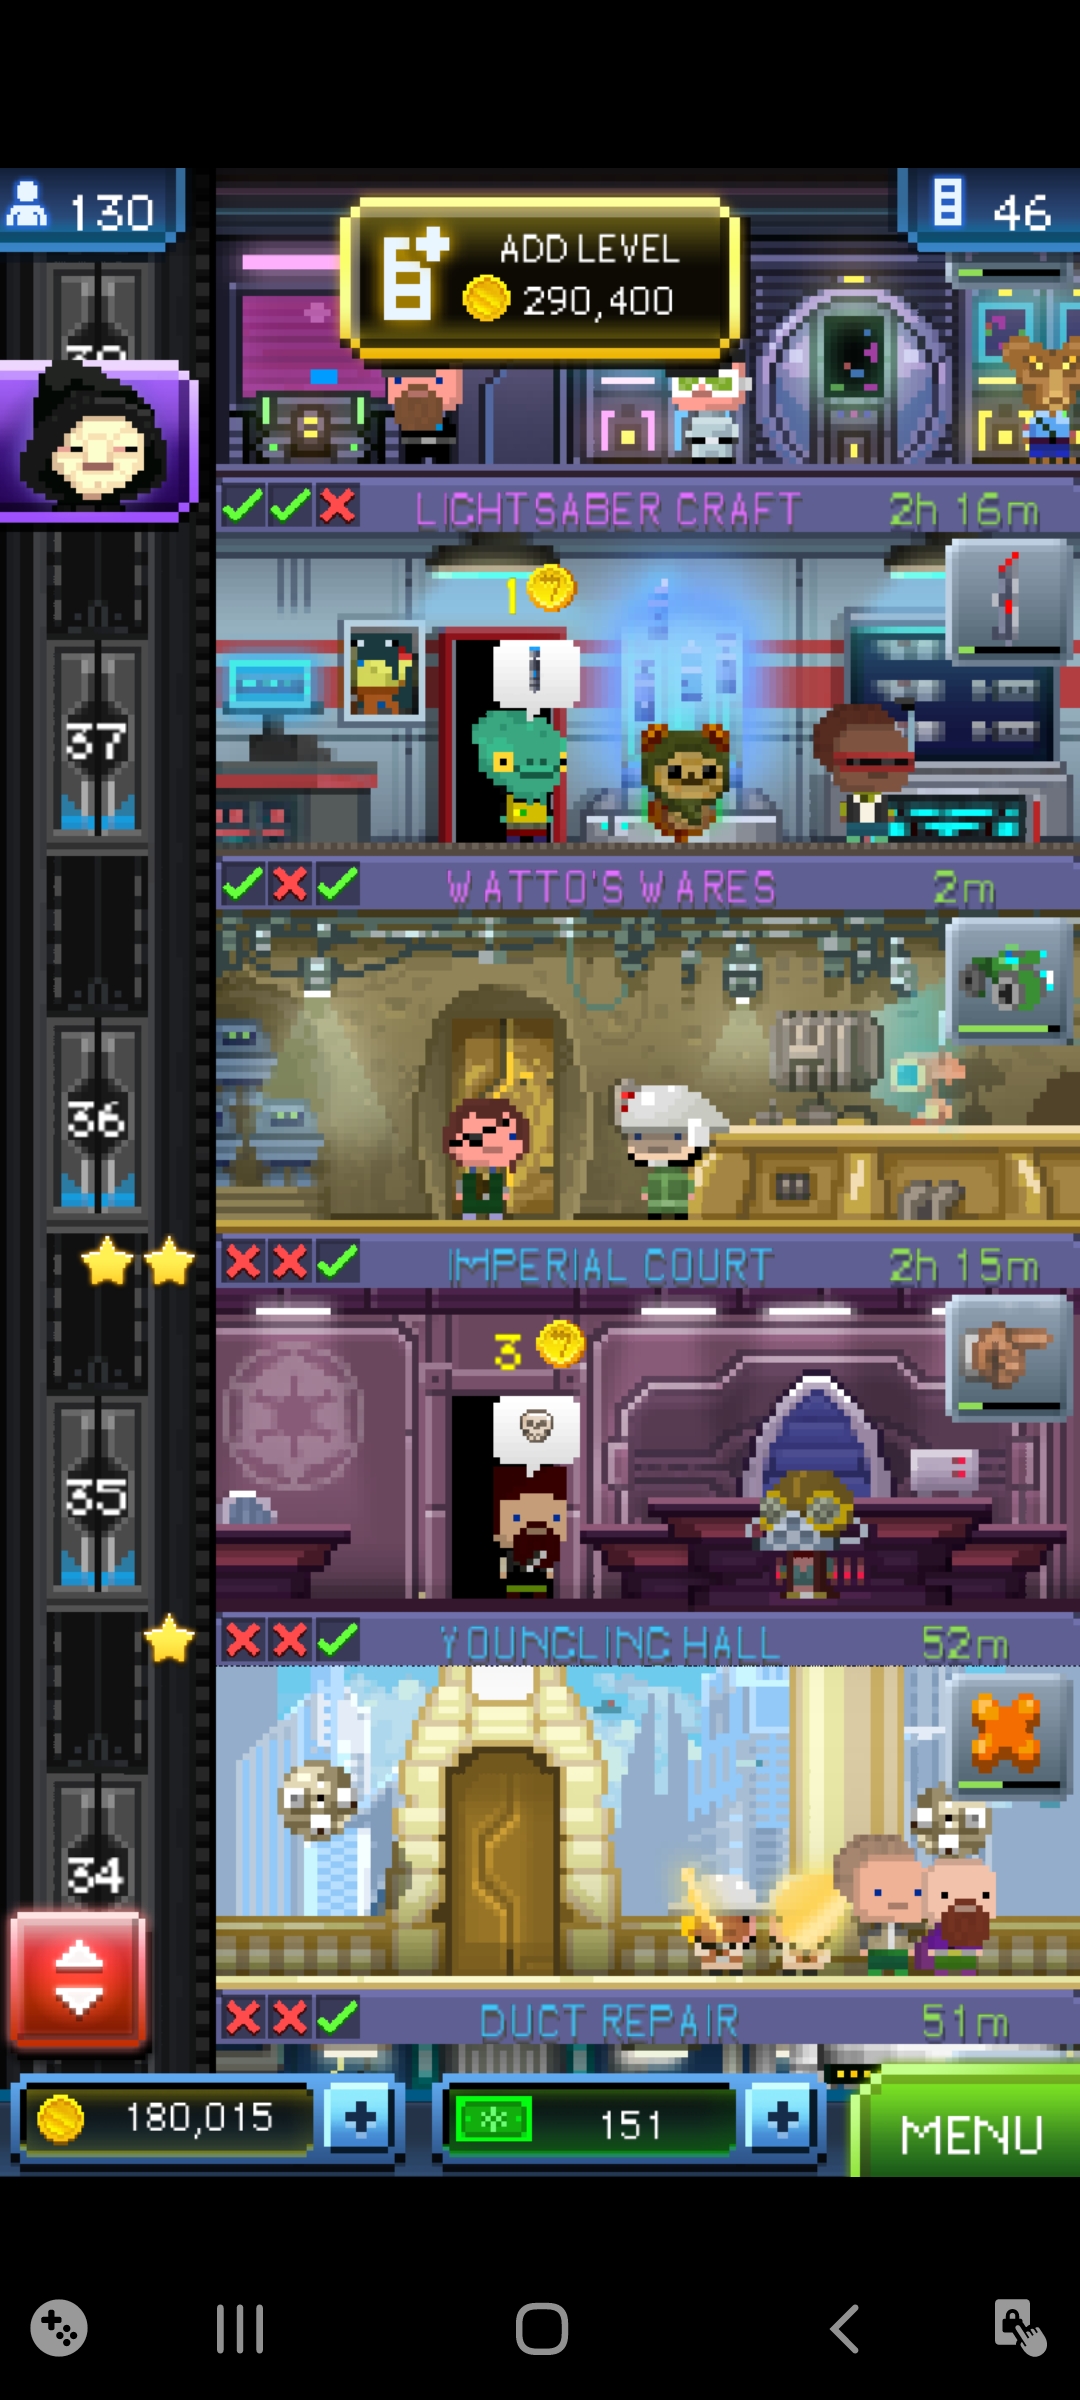 130
ADD LEVEL
290,400
46
LIGHTSABER CRAFT 2h 16m
1
37
WATTO'S WARES 2m
36
IMPERIAL COURT 2h 15m
3
35
YOUNGLING HALL 52m
34
DUCT REPAIR 51m
180,015
151
MENU